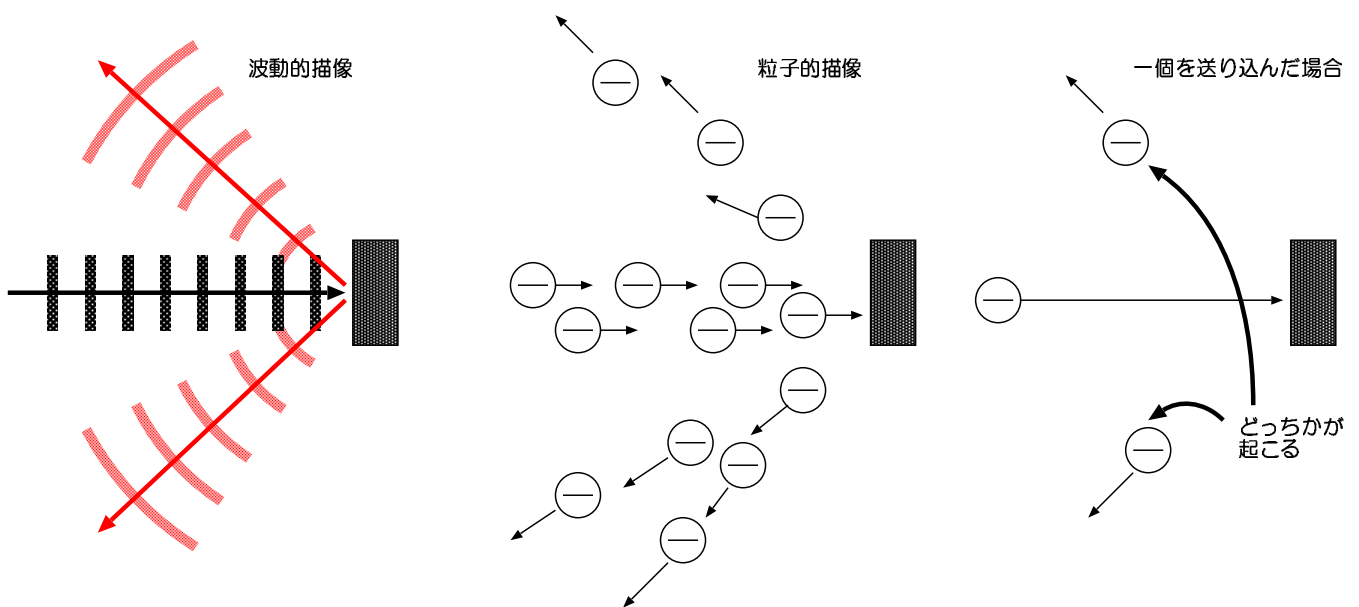 波動的描像
粒子的描像
一個を送り込んだ場合
どっちかが
起こる